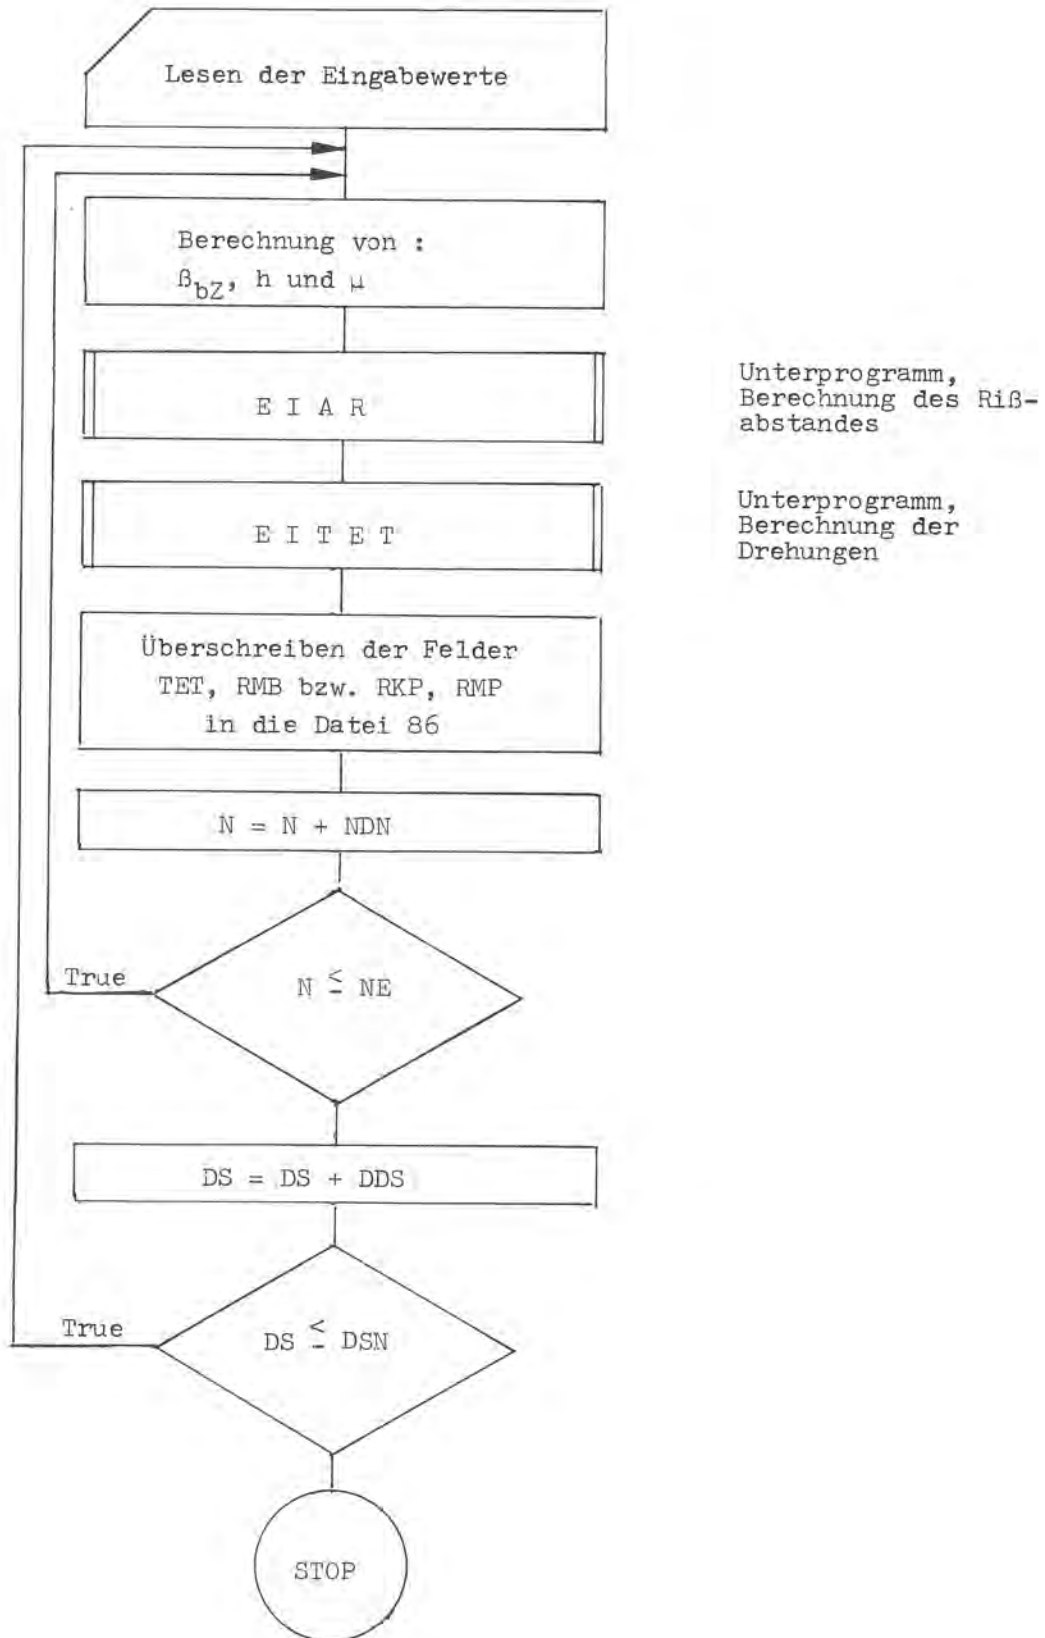 Lesen der Eingabewerte
Berechnung von :
ß_bZ, h und µ
E I A R
Unterprogramm,
Berechnung des Riß-
abstandes
E I T E T
Unterprogramm,
Berechnung der
Drehungen
Überschreiben der Felder
TET, RMB bzw. RKP, RMP
in die Datei 86
N = N + NDN
True
N ≤ NE
DS = DS + DDS
True
DS ≤ DSN
STOP